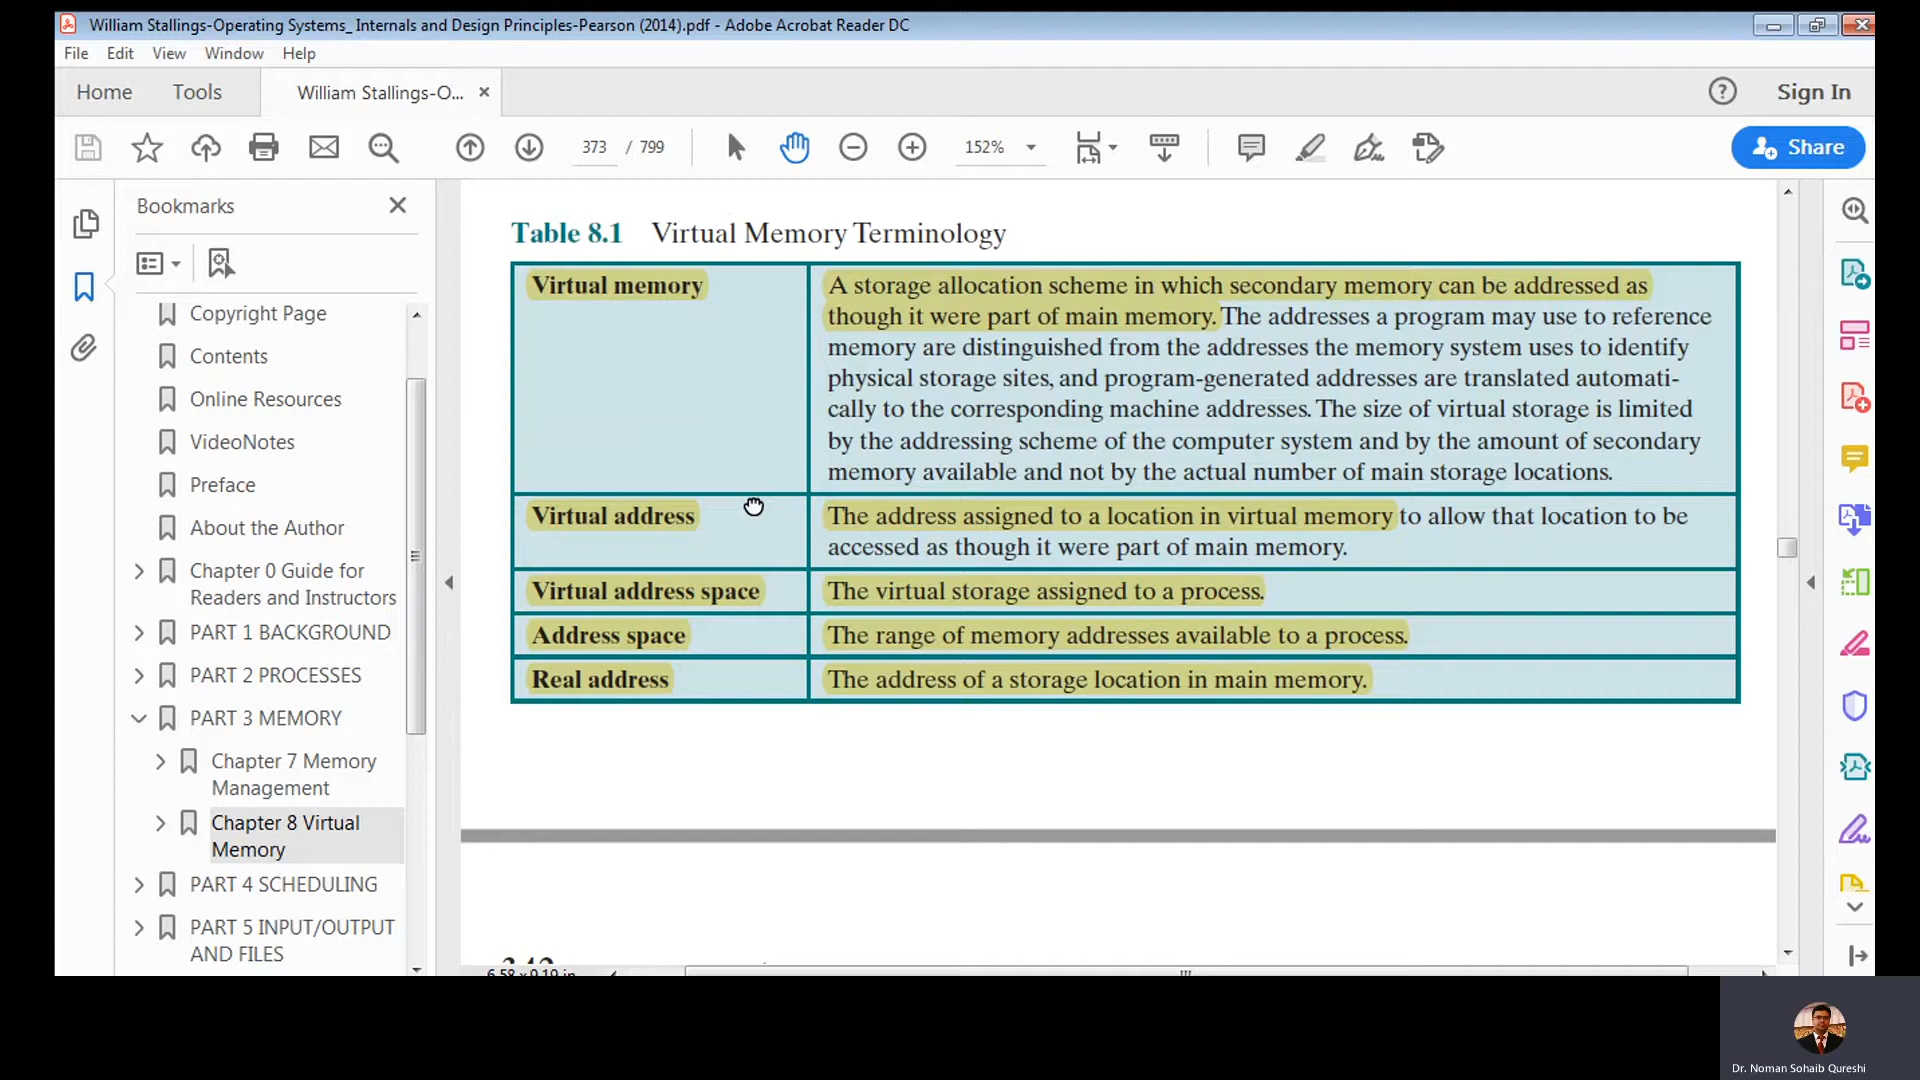 William Stallings-Operating Systems_ Internals and Design Principles-Pearson (2014).pdf - Adobe Acrobat Reader DC
File Edit View Window Help
Home Tools William Stallings-O... Sign In
373 / 799 152% Share
Bookmarks
Copyright Page
Contents
Online Resources
VideoNotes
Preface
About the Author
Chapter 0 Guide for
Readers and Instructors
PART 1 BACKGROUND
PART 2 PROCESSES
PART 3 MEMORY
Chapter 7 Memory
Management
Chapter 8 Virtual
Memory
PART 4 SCHEDULING
PART 5 INPUT/OUTPUT
AND FILES
Table 8.1 Virtual Memory Terminology
Virtual memory
A storage allocation scheme in which secondary memory can be addressed as
though it were part of main memory. The addresses a program may use to reference
memory are distinguished from the addresses the memory system uses to identify
physical storage sites, and program-generated addresses are translated automati-
cally to the corresponding machine addresses. The size of virtual storage is limited
by the addressing scheme of the computer system and by the amount of secondary
memory available and not by the actual number of main storage locations.
Virtual address
The address assigned to a location in virtual memory to allow that location to be
accessed as though it were part of main memory.
Virtual address space
The virtual storage assigned to a process.
Address space
The range of memory addresses available to a process.
Real address
The address of a storage location in main memory.
6.58 x 9.19 in
Dr. Noman Sohaib Qureshi